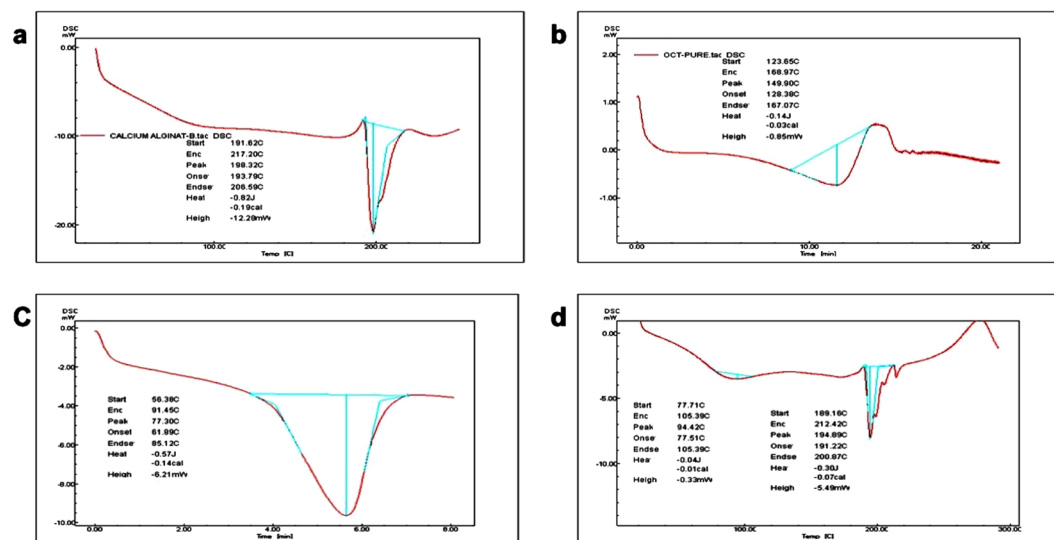 a
DSC
mW
0.00
-10.00
-20.00
CALCIUM ALGINAT-B.tac DSC
Start 191.62C
Enc 217.20C
Peak 198.32C
Onse 193.79C
Endse 206.59C
Heat -0.82J
-0.19cal
Heigh -12.28mW
100.00 200.00
Temp [C]
b
DSC
mW
2.00
1.00
-1.00
OCT-PURE.tac DSC
Start 123.65C
Enc 168.97C
Peak 149.90C
Onset 128.38C
Endse 167.07C
Heat -0.14J
-0.03cal
Heigh -0.85mW
0.00 10.00 20.00
Time [min]
C
DSC
mW
0.00
-2.00
-4.00
-6.00
-8.00
-10.00
Start 56.38C
Enc 91.45C
Peak 77.30C
Onset 61.89C
Endse 85.12C
Heat -0.57J
-0.14cal
Heigh -6.21mW
0.00 4.00 6.00 8.00
Time [min]
d
DSC
mW
0.00
-10.00
Start 77.71C
Enc 105.39C
Peak 94.42C
Onse 77.51C
Endse 105.39C
Hea -0.04J
-0.01cal
Heigh -0.33mW
Start 189.16C
Enc 212.42C
Peak 194.89C
Onset 191.22C
Endse 200.87C
Hea -0.30J
-0.07cal
Heigh -5.49mW
100.00 200.00 300.00
Temp [C]